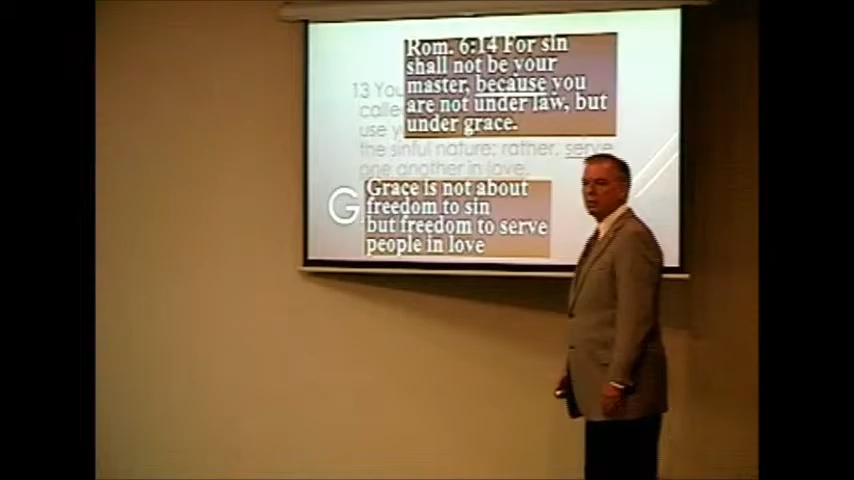 Rom. 6:14 For sin
shall not be your
master, because you
are not under law, but
under grace.
13 You
calle
use y
the sinful nature; rather, serve
one another in love.
Grace is not about
freedom to sin
but freedom to serve
people in love
G